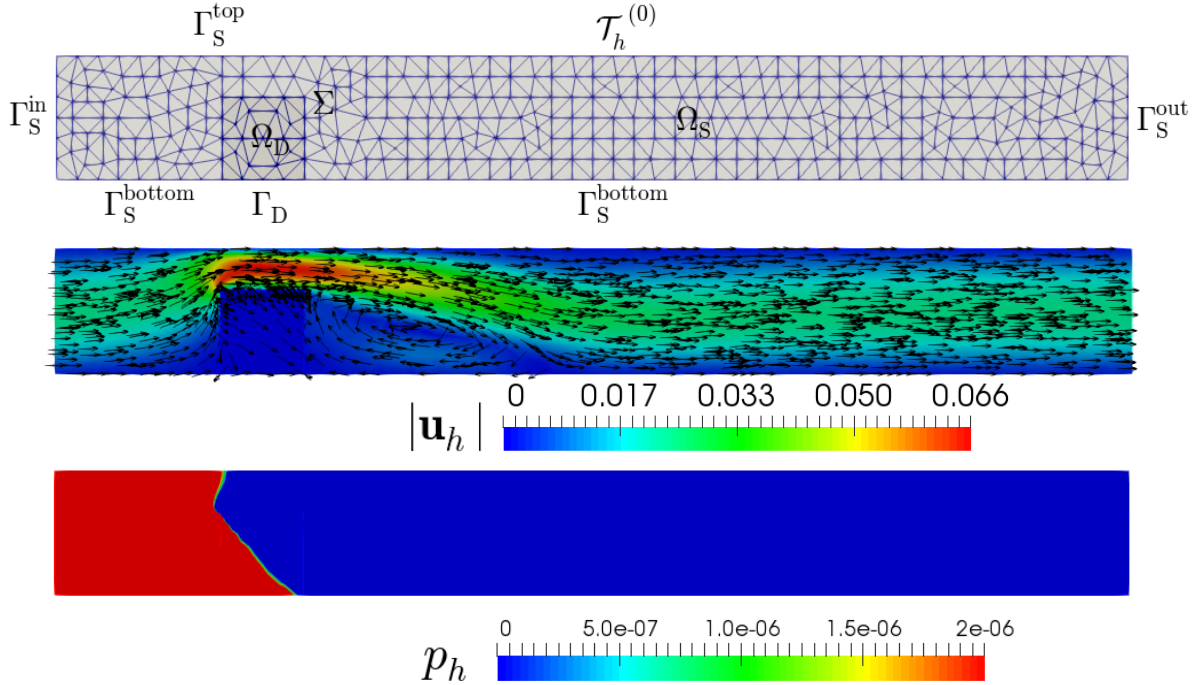 Γ_S^top 𝒯_h^(0)
Γ_S^in Σ Ω_D Ω_S Γ_S^out
Γ_S^bottom Γ_D Γ_S^bottom
0 0.017 0.033 0.050 0.066
|u_h|
0 5.0e-07 1.0e-06 1.5e-06 2e-06
p_h